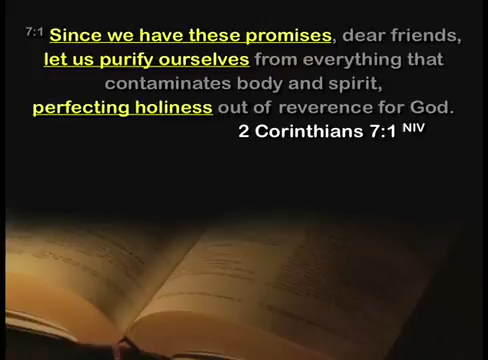 7:1 Since we have these promises, dear friends,
let us purify ourselves from everything that
contaminates body and spirit,
perfecting holiness out of reverence for God.
2 Corinthians 7:1 NIV